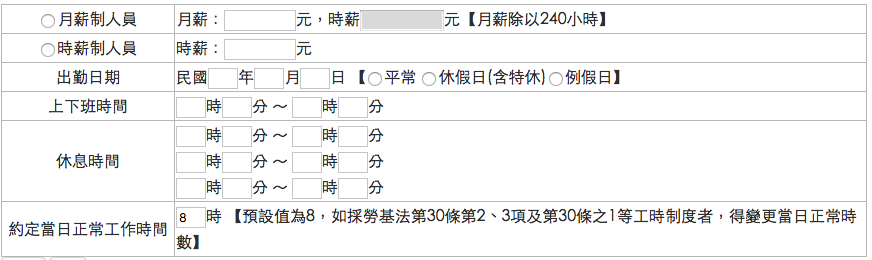 月薪制人員 月薪：元，時薪元【月薪除以240小時】
時薪制人員 時薪：元
出勤日期 民國年月日【平常 休假日(含特休) 例假日】
上下班時間 時分～時分
時分～時分
休息時間 時分～時分
時分～時分
約定當日正常工作時間 8時【預設值為8，如採勞基法第30條第2、3項及第30條之1等工時制度者，得變更當日正常時
數】